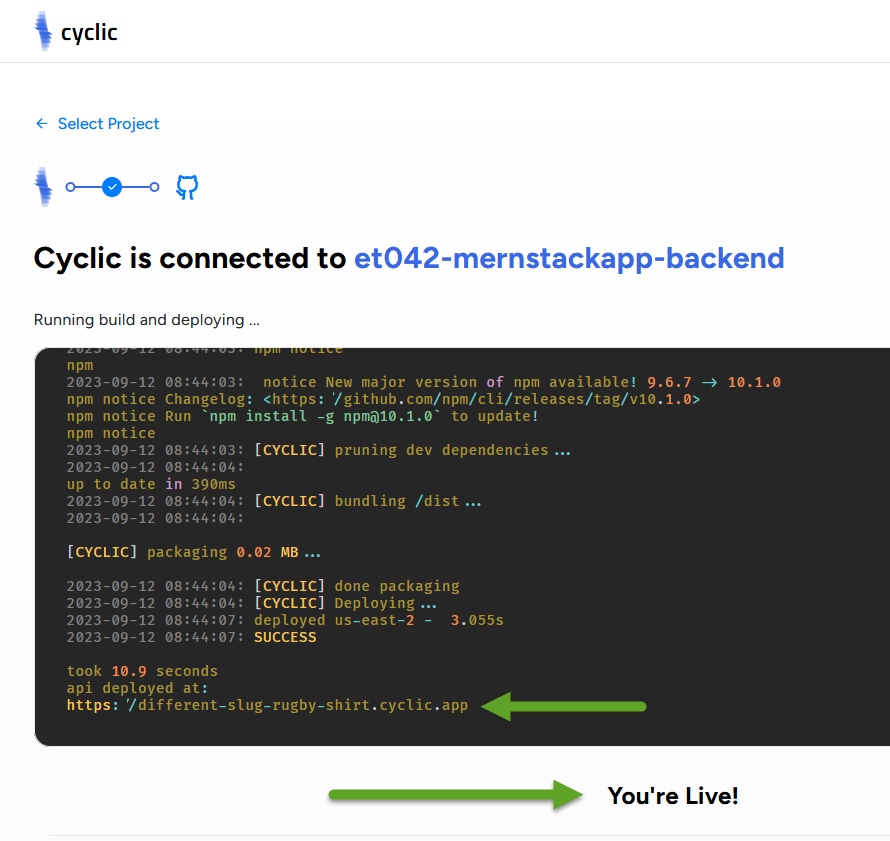 cyclic
← Select Project
Cyclic is connected to et042-mernstackapp-backend
Running build and deploying ...
2023-09-12 08:44:03: npm notice
npm
2023-09-12 08:44:03:  notice New major version of npm available! 9.6.7 -> 10.1.0
npm notice Changelog: <https://github.com/npm/cli/releases/tag/v10.1.0>
npm notice Run `npm install -g npm@10.1.0` to update!
npm notice
2023-09-12 08:44:03: [CYCLIC] pruning dev dependencies...
2023-09-12 08:44:04:
up to date in 390ms
2023-09-12 08:44:04: [CYCLIC] bundling /dist...
2023-09-12 08:44:04:
[CYCLIC] packaging 0.02 MB...
2023-09-12 08:44:04: [CYCLIC] done packaging
2023-09-12 08:44:04: [CYCLIC] Deploying...
2023-09-12 08:44:07: deployed us-east-2 -  3.055s
2023-09-12 08:44:07: SUCCESS
took 10.9 seconds
api deployed at:
https://different-slug-rugby-shirt.cyclic.app
You're Live!